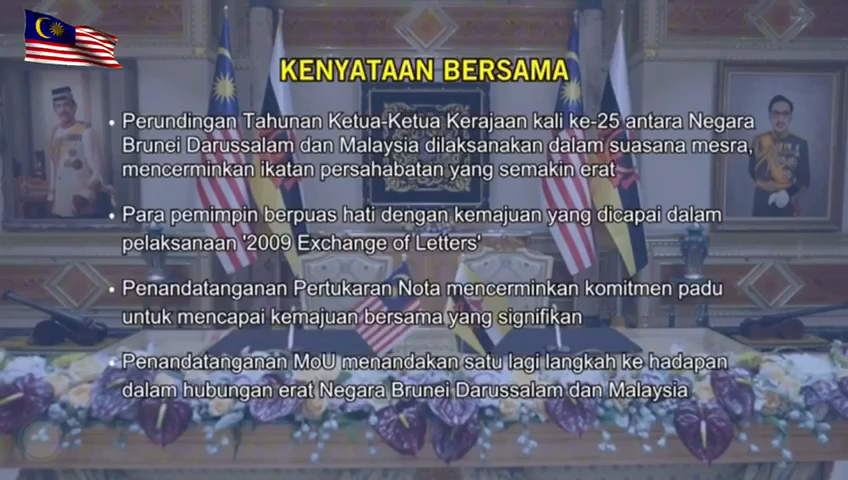 KENYATAAN BERSAMA
• Perundingan Tahunan Ketua-Ketua Kerajaan kali ke-25 antara Negara
Brunei Darussalam dan Malaysia dilaksanakan dalam suasana mesra,
mencerminkan ikatan persahabatan yang semakin erat
• Para pemimpin berpuas hati dengan kemajuan yang dicapai dalam
pelaksanaan '2009 Exchange of Letters'
• Penandatanganan Pertukaran Nota mencerminkan komitmen padu
untuk mencapai kemajuan bersama yang signifikan
• Penandatanganan MoU menandakan satu lagi langkah ke hadapan
dalam hubungan erat Negara Brunei Darussalam dan Malaysia